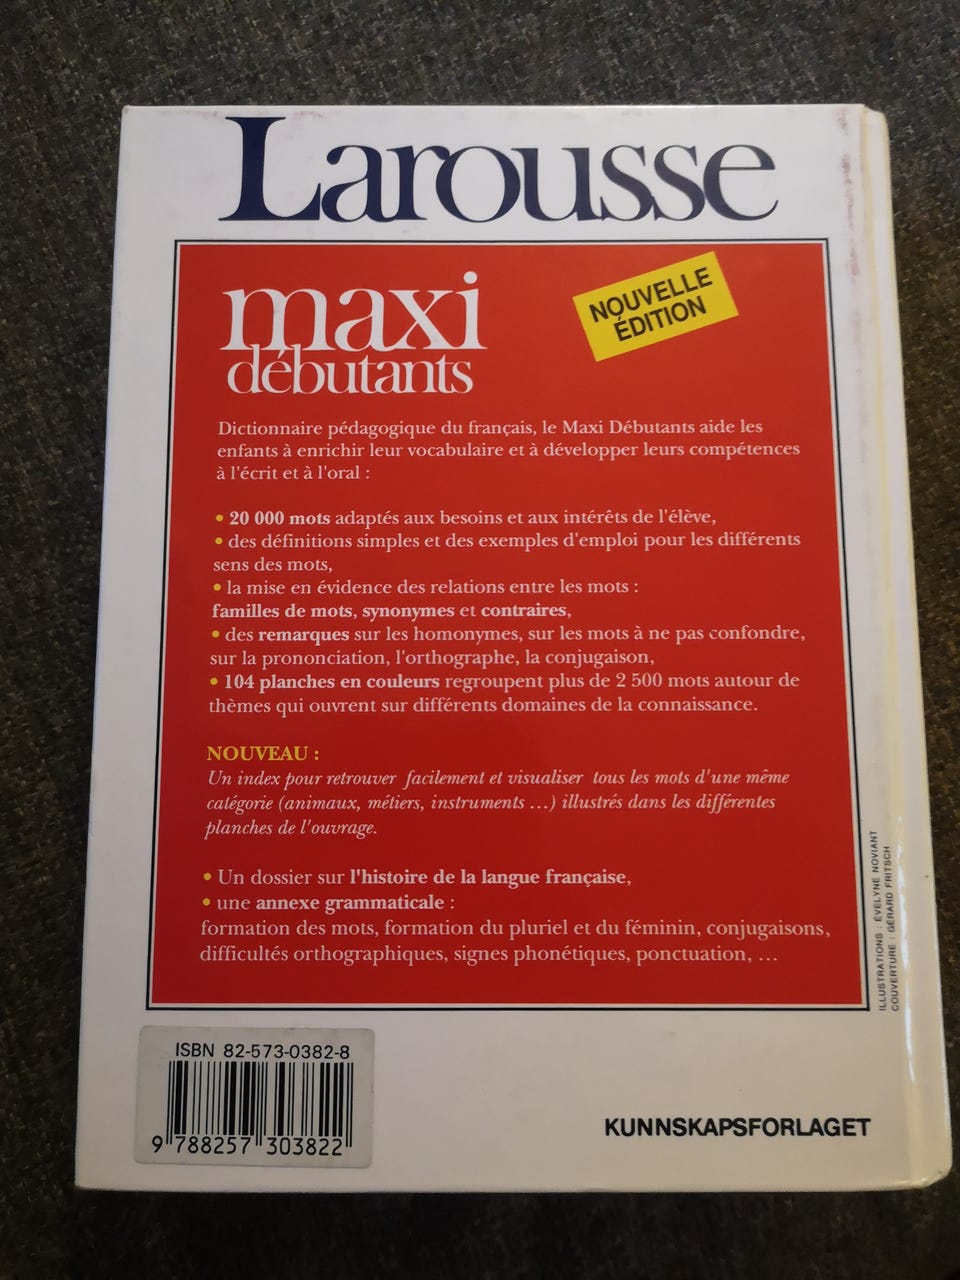 Larousse
maxi
débutants
NOUVELLE
ÉDITION
Dictionnaire pédagogique du français, le Maxi Débutants aide les
enfants à enrichir leur vocabulaire et à développer leurs compétences
à l'écrit et à l'oral :
• 20 000 mots adaptés aux besoins et aux intérêts de l'élève,
• des définitions simples et des exemples d'emploi pour les différents
sens des mots,
• la mise en évidence des relations entre les mots :
familles de mots, synonymes et contraires,
• des remarques sur les homonymes, sur les mots à ne pas confondre,
sur la prononciation, l'orthographe, la conjugaison,
• 104 planches en couleurs regroupent plus de 2 500 mots autour de
thèmes qui ouvrent sur différents domaines de la connaissance.
NOUVEAU :
Un index pour retrouver facilement et visualiser tous les mots d'une même
catégorie (animaux, métiers, instruments ...) illustrés dans les différentes
planches de l'ouvrage.
• Un dossier sur l'histoire de la langue française,
• une annexe grammaticale :
formation des mots, formation du pluriel et du féminin, conjugaisons,
difficultés orthographiques, signes phonétiques, ponctuation, ...
ILLUSTRATIONS : ÉVELYNE NOVIANT
COUVERTURE : GÉRARD FRITSCH
ISBN 82-573-0382-8
9 788257 303822
KUNNSKAPSFORLAGET